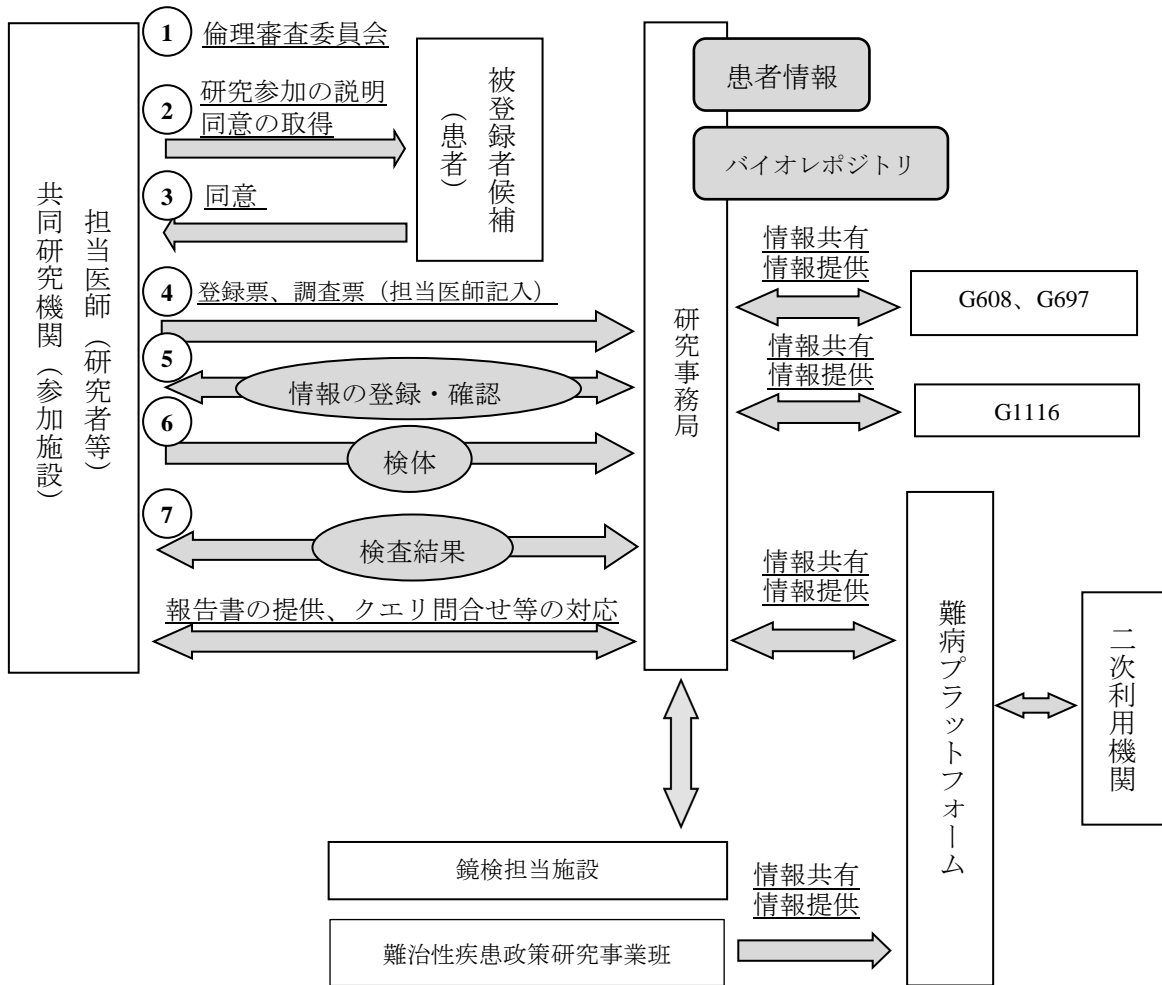 共同研究機関（参加施設）
担当医師（研究者等）
1
倫理審査委員会
2
研究参加の説明
同意の取得
3
同意
被登録者候補
（患者）
4
登録票、調査票（担当医師記入）
5
情報の登録・確認
6
検体
7
検査結果
報告書の提供、クエリ問合せ等の対応
研究事務局
患者情報
バイオレポジトリ
情報共有
情報提供
G608、G697
情報共有
情報提供
G1116
情報共有
情報提供
難病プラットフォーム
二次利用機関
鏡検担当施設
難治性疾患政策研究事業班
情報共有
情報提供